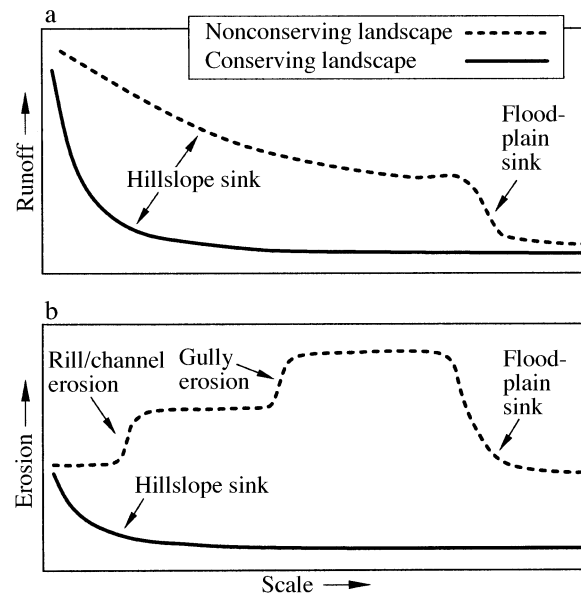 a
Nonconserving landscape
Conserving landscape
Flood-
plain
sink
Hillslope sink
Runoff
b
Rill/channel
erosion
Gully
erosion
Flood-
plain
sink
Hillslope sink
Erosion
Scale